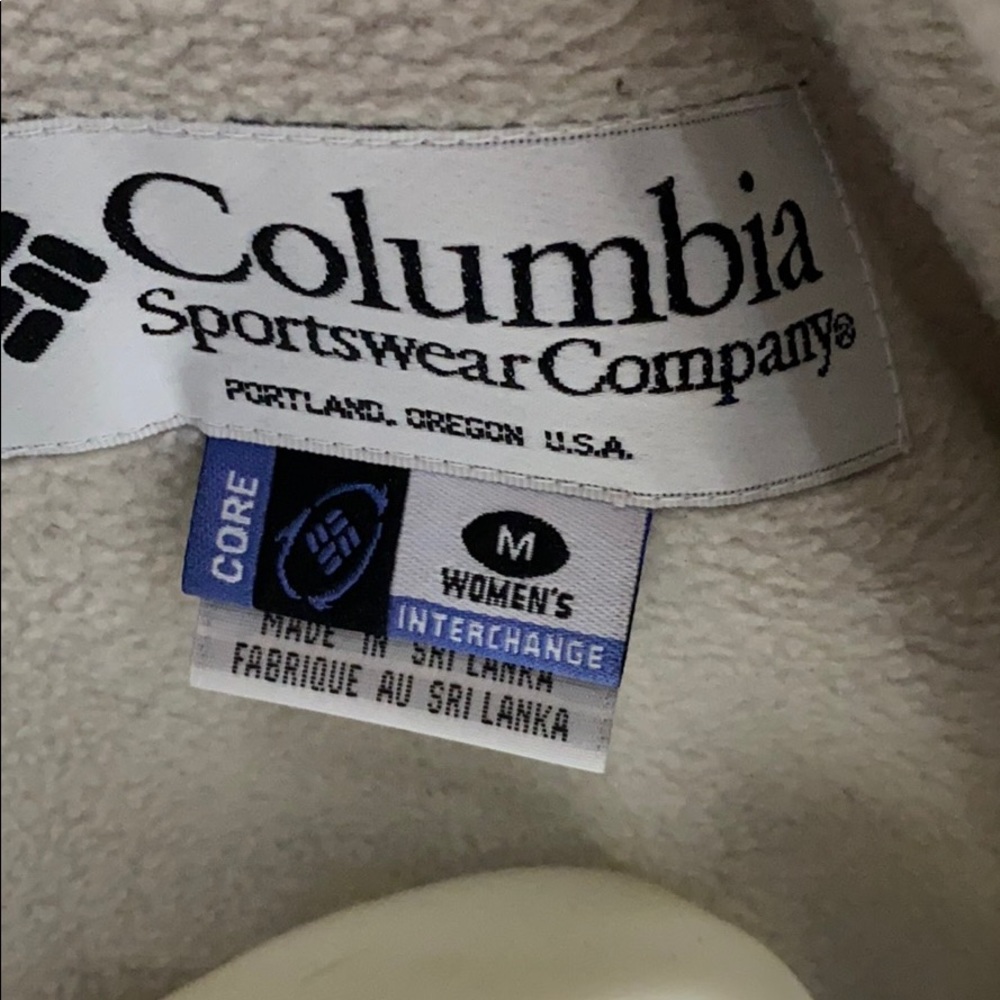 Columbia
Sportswear Company®
PORTLAND, OREGON U.S.A.
CORE
M
WOMEN'S
INTERCHANGE
MADE IN SRI LANKA
FABRIQUE AU SRI LANKA